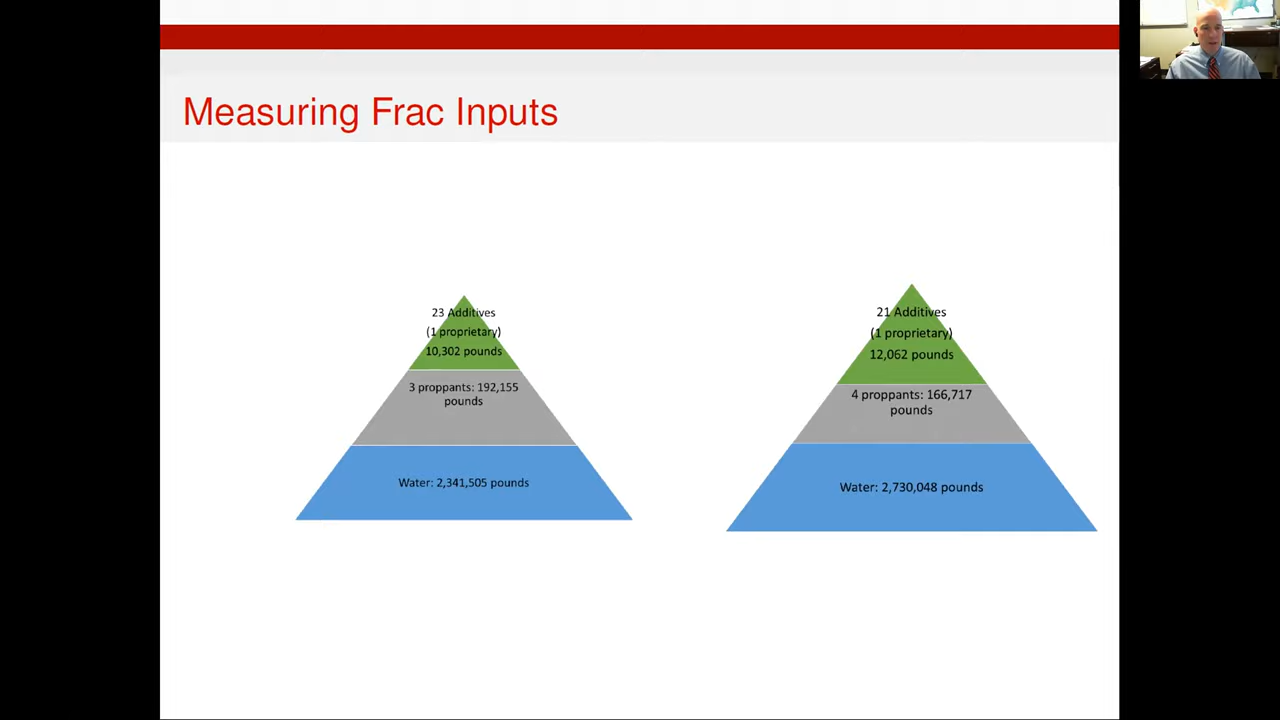 Measuring Frac Inputs
23 Additives
(1 proprietary)
10,302 pounds
3 proppants: 192,155
pounds
Water: 2,341,505 pounds
21 Additives
(1 proprietary)
12,062 pounds
4 proppants: 166,717
pounds
Water: 2,730,048 pounds